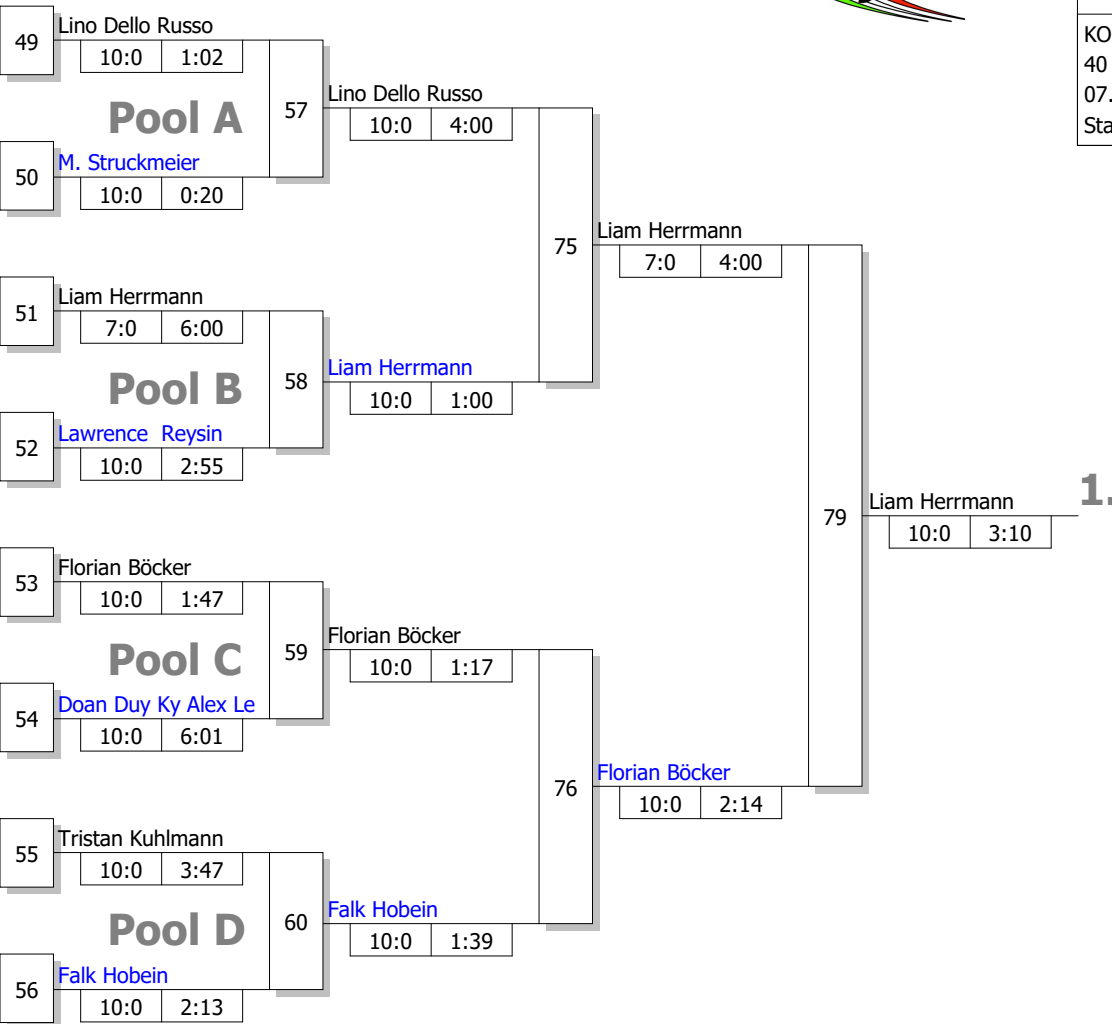 KO
40
07.
Sta
49 Lino Dello Russo
10:0 1:02
Pool A
57 Lino Dello Russo
10:0 4:00
50 M. Struckmeier
10:0 0:20
75 Liam Herrmann
7:0 4:00
51 Liam Herrmann
7:0 6:00
Pool B
58 Liam Herrmann
10:0 1:00
52 Lawrence Reysin
10:0 2:55
79 Liam Herrmann 1.
10:0 3:10
53 Florian Böcker
10:0 1:47
Pool C
59 Florian Böcker
10:0 1:17
54 Doan Duy Ky Alex Le
10:0 6:01
76 Florian Böcker
10:0 2:14
55 Tristan Kuhlmann
10:0 3:47
Pool D
60 Falk Hobein
10:0 1:39
56 Falk Hobein
10:0 2:13